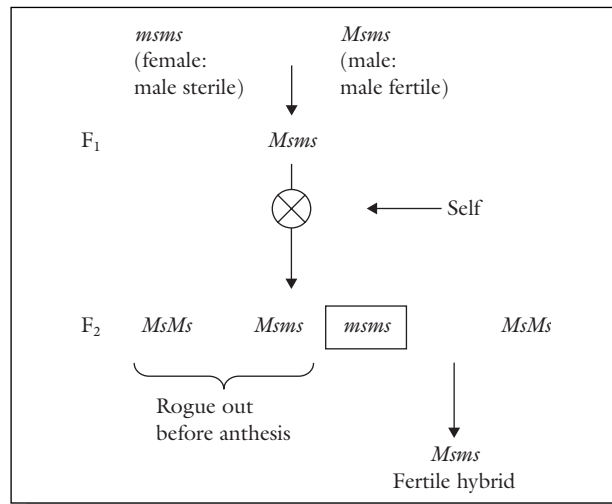 msms Msms
(female: (male:
male sterile) male fertile)
F₁ Msms
Self
F₂ MsMs Msms msms MsMs
Rogue out
before anthesis
Msms
Fertile hybrid